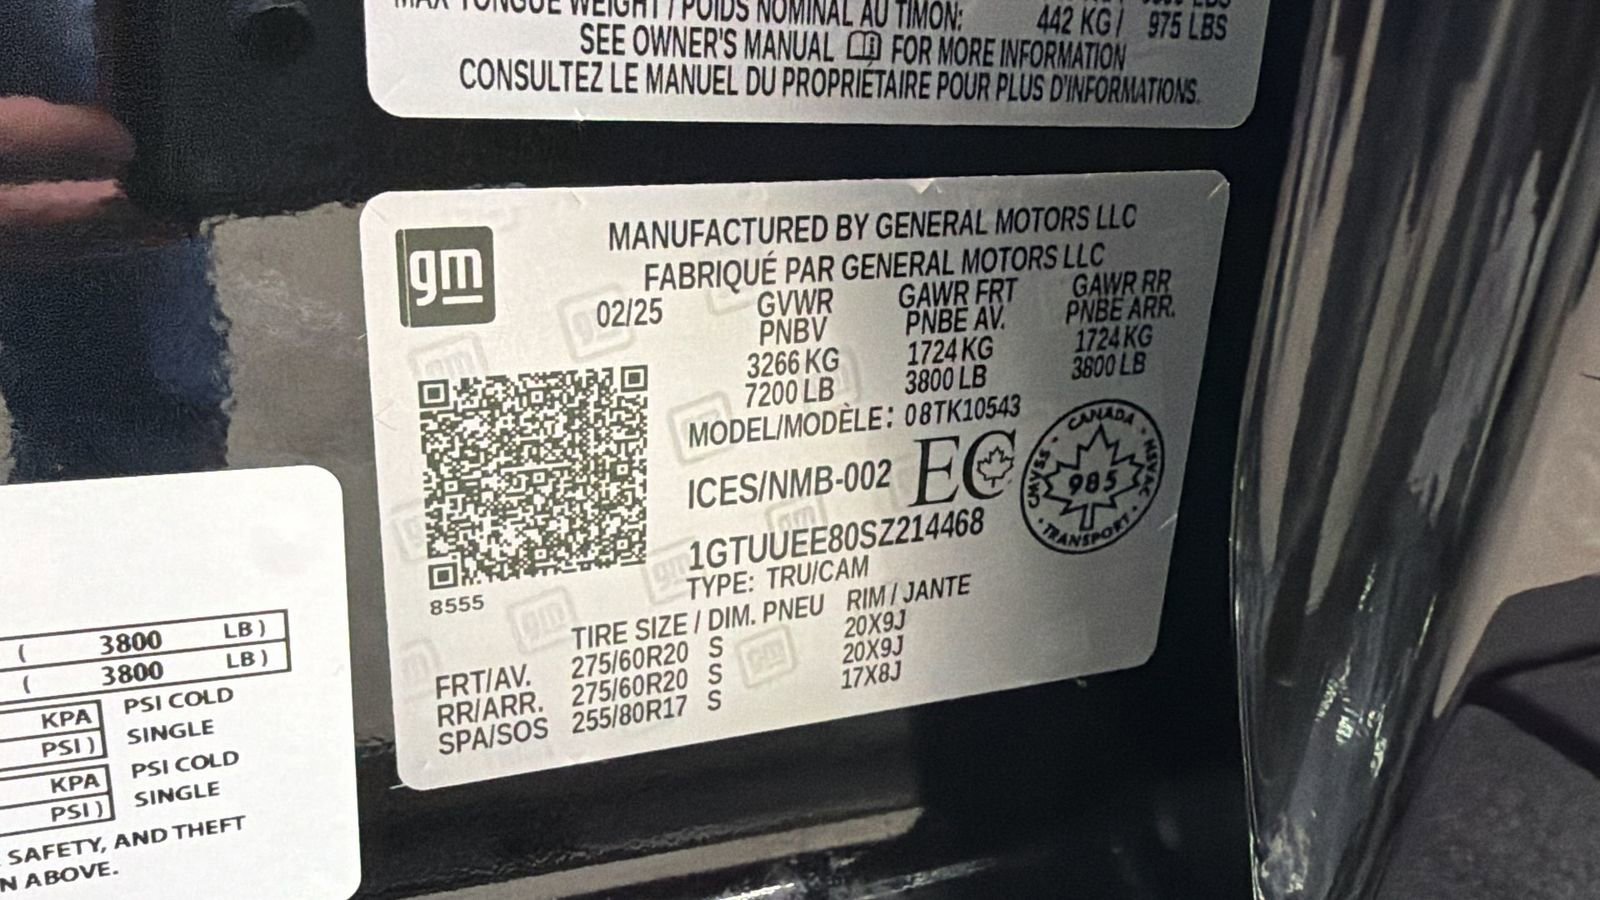 MAX TONGUE WEIGHT / POIDS NOMINAL AU TIMON: 442 KG / 975 LBS
SEE OWNER'S MANUAL FOR MORE INFORMATION
CONSULTEZ LE MANUEL DU PROPRIÉTAIRE POUR PLUS D'INFORMATIONS.
gm
MANUFACTURED BY GENERAL MOTORS LLC
FABRIQUÉ PAR GENERAL MOTORS LLC
02/25 GVWR GAWR FRT GAWR RR
PNBV PNBE AV. PNBE ARR.
3266 KG 1724 KG 1724 KG
7200 LB 3800 LB 3800 LB
MODEL/MODÈLE: 08TK10543
ICES/NMB-002 EC
CANADA
CMVSS 985 NSVAC
TRANSPORT
1GTUUEE80SZ214468
TYPE: TRU/CAM
8555
TIRE SIZE / DIM. PNEU RIM / JANTE
FRT/AV. 275/60R20 S 20X9J
RR/ARR. 275/60R20 S 20X9J
SPA/SOS 255/80R17 S 17X8J
( 3800 LB )
( 3800 LB )
KPA PSI COLD
PSI ) SINGLE
KPA PSI COLD
PSI ) SINGLE
SAFETY, AND THEFT
N ABOVE.